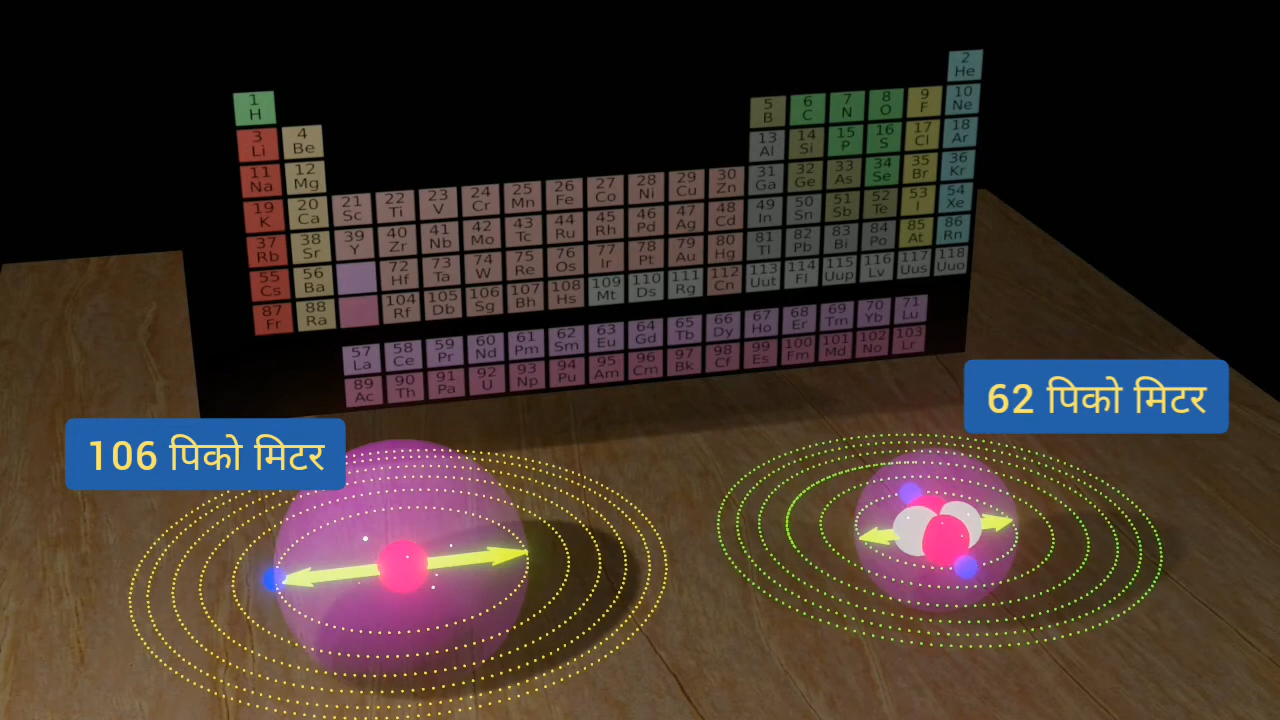 1 H 2 He
3 Li 4 Be 5 B 6 C 7 N 8 O 9 F 10 Ne
11 Na 12 Mg 13 Al 14 Si 15 P 16 S 17 Cl 18 Ar
19 K 20 Ca 21 Sc 22 Ti 23 V 24 Cr 25 Mn 26 Fe 27 Co 28 Ni 29 Cu 30 Zn 31 Ga 32 Ge 33 As 34 Se 35 Br 36 Kr
37 Rb 38 Sr 39 Y 40 Zr 41 Nb 42 Mo 43 Tc 44 Ru 45 Rh 46 Pd 47 Ag 48 Cd 49 In 50 Sn 51 Sb 52 Te 53 I 54 Xe
55 Cs 56 Ba 72 Hf 73 Ta 74 W 75 Re 76 Os 77 Ir 78 Pt 79 Au 80 Hg 81 Tl 82 Pb 83 Bi 84 Po 85 At 86 Rn
87 Fr 88 Ra 104 Rf 105 Db 106 Sg 107 Bh 108 Hs 109 Mt 110 Ds 111 Rg 112 Cn 113 Uut 114 Fl 115 Uup 116 Lv 117 Uus 118 Uuo
57 La 58 Ce 59 Pr 60 Nd 61 Pm 62 Sm 63 Eu 64 Gd 65 Tb 66 Dy 67 Ho 68 Er 69 Tm 70 Yb 71 Lu
89 Ac 90 Th 91 Pa 92 U 93 Np 94 Pu 95 Am 96 Cm 97 Bk 98 Cf 99 Es 100 Fm 101 Md 102 No 103 Lr
106 पिको मिटर
62 पिको मिटर